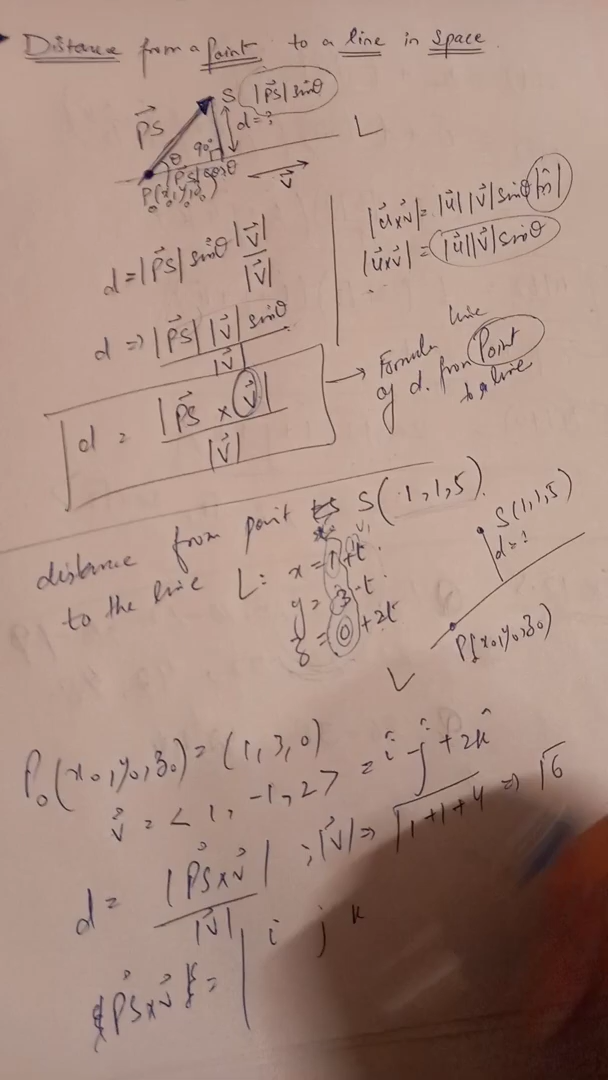 Distance from a Point to a line in space
S |PS| sinθ
PS
d = ?
L
θ 90°
|PS| cosθ
P(x₀, y₀, z₀)
v
d = |PS| sinθ |v| / |v|
|u×v| = |u| |v| sinθ |n̂|
|u×v| = |u||v| sinθ
d => |PS| |v| sinθ / |v|
d = |PS × v| / |v|
→ Formula line
of d. from Point
to a line
distance from point S(1,1,5).
to the line L: x = 1 + t.
y = 3 - t.
z = 0 + 2t
S(1,1,5)
d = ?
P(x₀, y₀, z₀)
L
P₀(x₀, y₀, z₀) = (1, 3, 0)
v = < 1, -1, 2 > = î - ĵ + 2k̂
d = |PS × v| / |v| ; |v| => √1+1+4 => √6
PS × v = | i j k